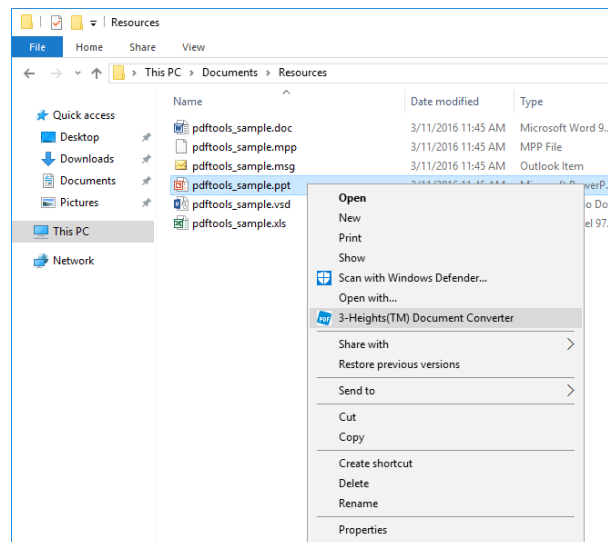 Resources
File Home Share View
This PC > Documents > Resources
Name Date modified Type
Quick access
Desktop
Downloads
Documents
Pictures
This PC
Network
pdftools_sample.doc 3/11/2016 11:45 AM Microsoft Word 9...
pdftools_sample.mpp 3/11/2016 11:45 AM MPP File
pdftools_sample.msg 3/11/2016 11:45 AM Outlook Item
pdftools_sample.ppt
pdftools_sample.vsd
pdftools_sample.xls
Open
New
Print
Show
Scan with Windows Defender...
Open with...
PDF 3-Heights(TM) Document Converter
Share with
Restore previous versions
Send to
Cut
Copy
Create shortcut
Delete
Rename
Properties